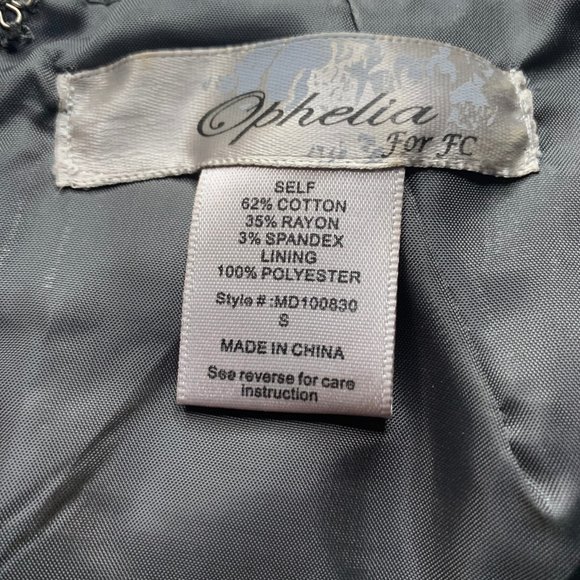 Ophelia
For FC
SELF
62% COTTON
35% RAYON
3% SPANDEX
LINING
100% POLYESTER
Style # :MD100830
S
MADE IN CHINA
See reverse for care
instruction